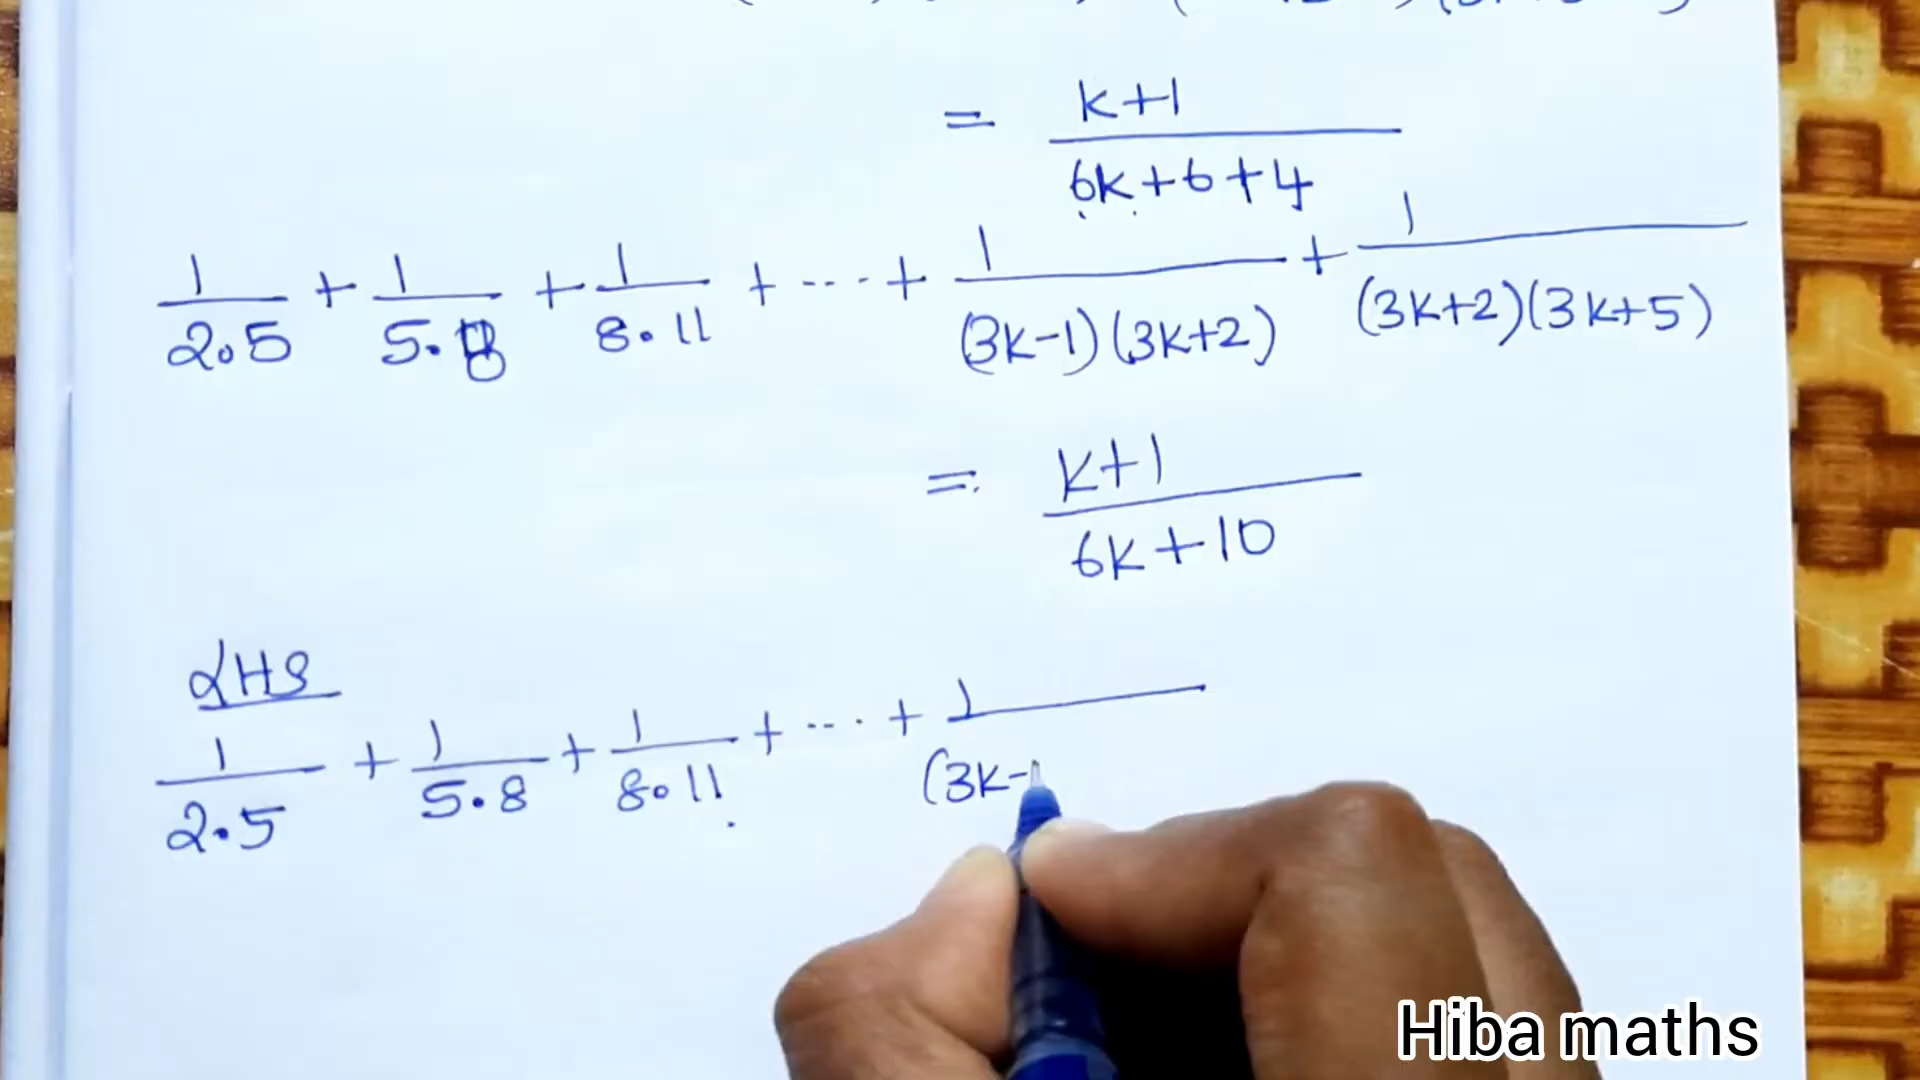 = k+1 / 6k+6+4
1/2.5 + 1/5.8 + 1/8.11 + ... + 1/(3k-1)(3k+2) + 1/(3k+2)(3k+5)
= k+1 / 6k+10
LHS
1/2.5 + 1/5.8 + 1/8.11 + ... + 1/(3k-
Hiba maths